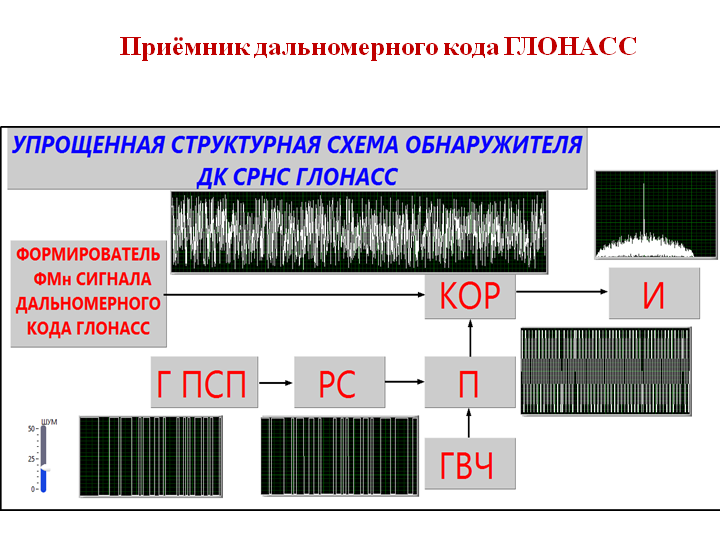 Приёмник дальномерного кода ГЛОНАСС
УПРОЩЕННАЯ СТРУКТУРНАЯ СХЕМА ОБНАРУЖИТЕЛЯ
ДК СРНС ГЛОНАСС
ФОРМИРОВАТЕЛЬ
ФМн СИГНАЛА
ДАЛЬНОМЕРНОГО
КОДА ГЛОНАСС
КОР
И
Г ПСП
РС
П
ГВЧ
ШУМ
50
25
0